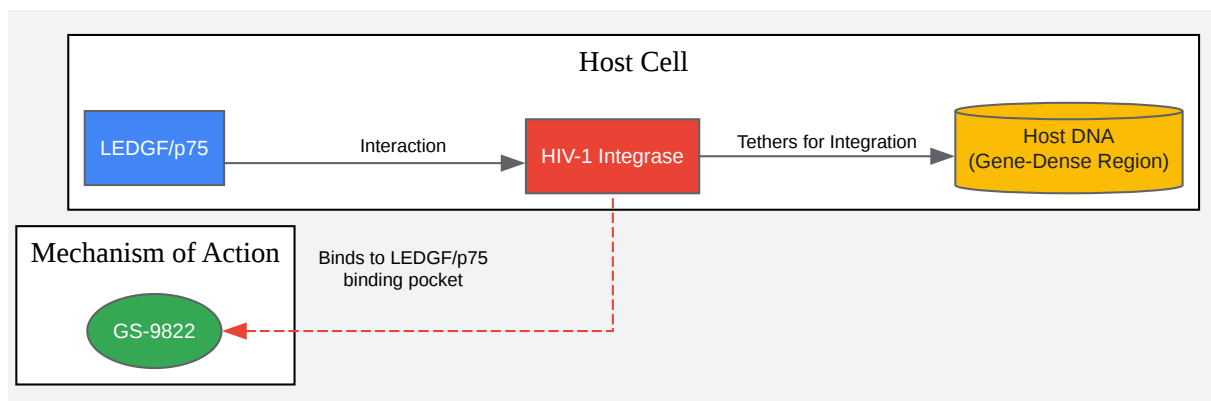 Host Cell
LEDGF/p75
Interaction
HIV-1 Integrase
Tethers for Integration
Host DNA
(Gene-Dense Region)
Mechanism of Action
Binds to LEDGF/p75
binding pocket
GS-9822